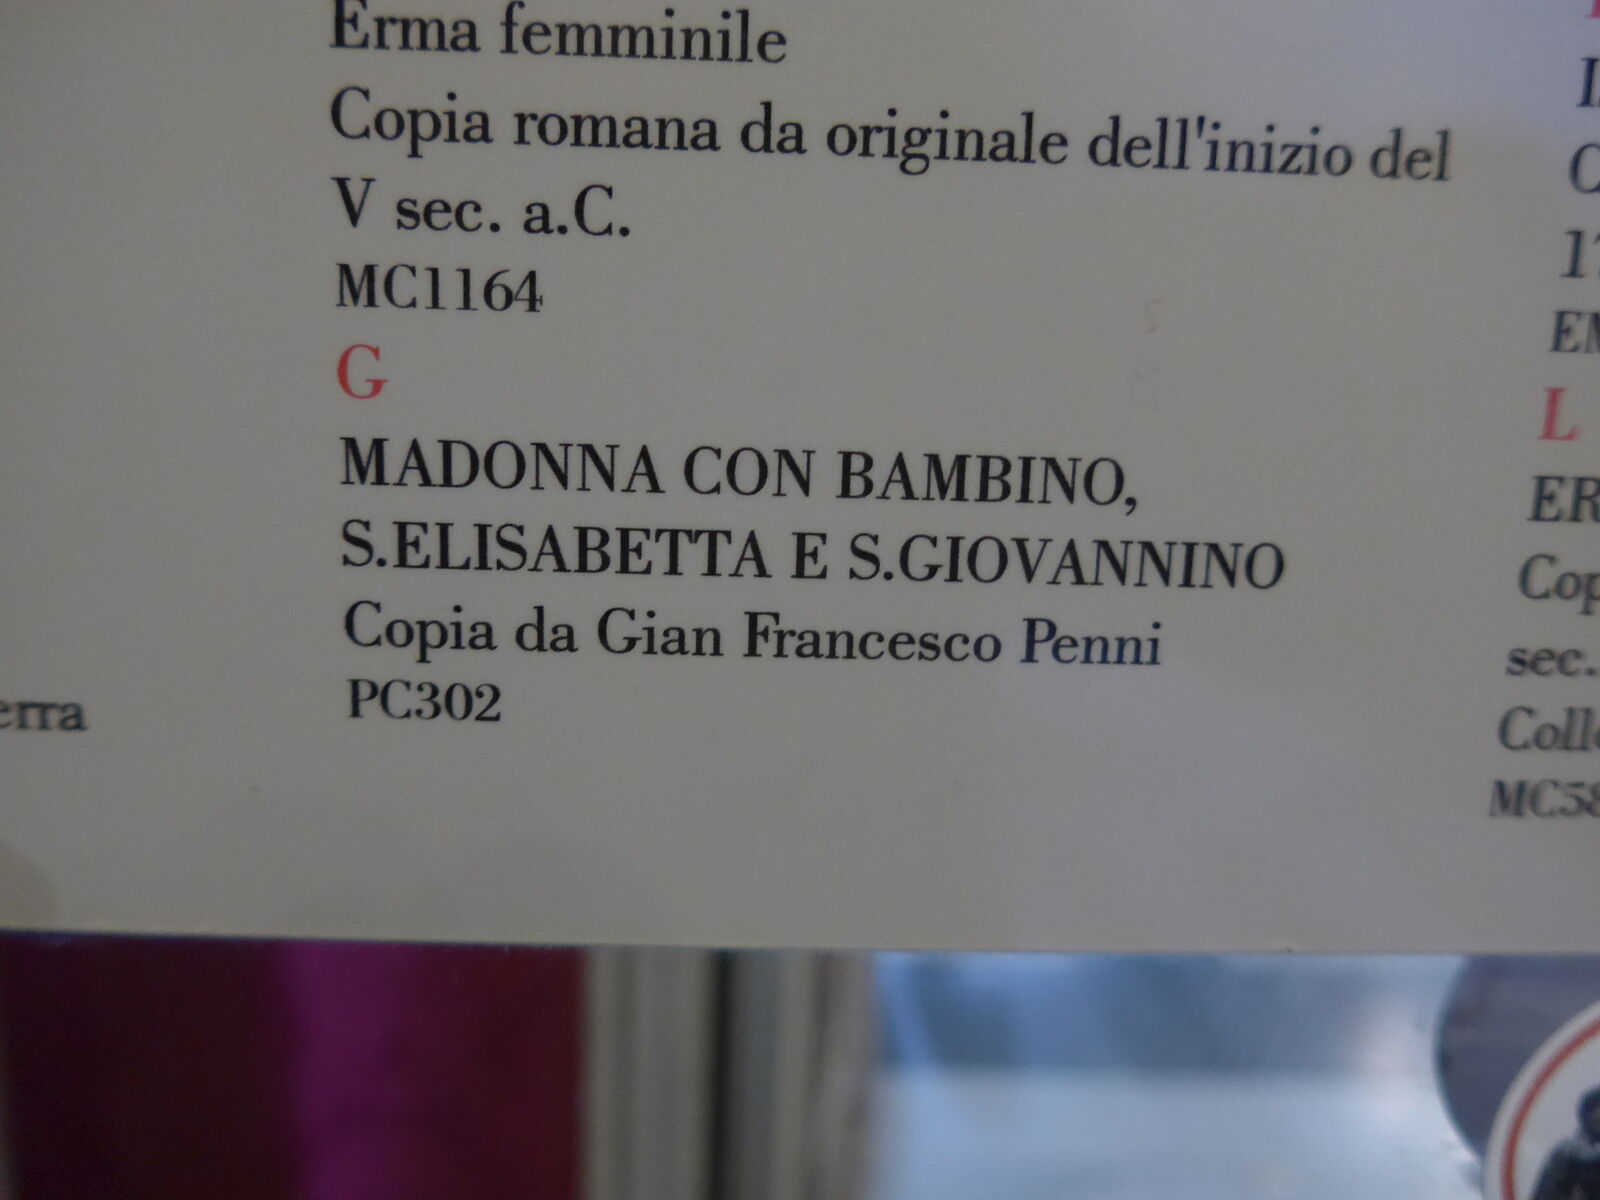 Erma femminile
Copia romana da originale dell'inizio del
V sec. a.C.
MC1164
G
MADONNA CON BAMBINO,
S.ELISABETTA E S.GIOVANNINO
Copia da Gian Francesco Penni
PC302
L
sec.